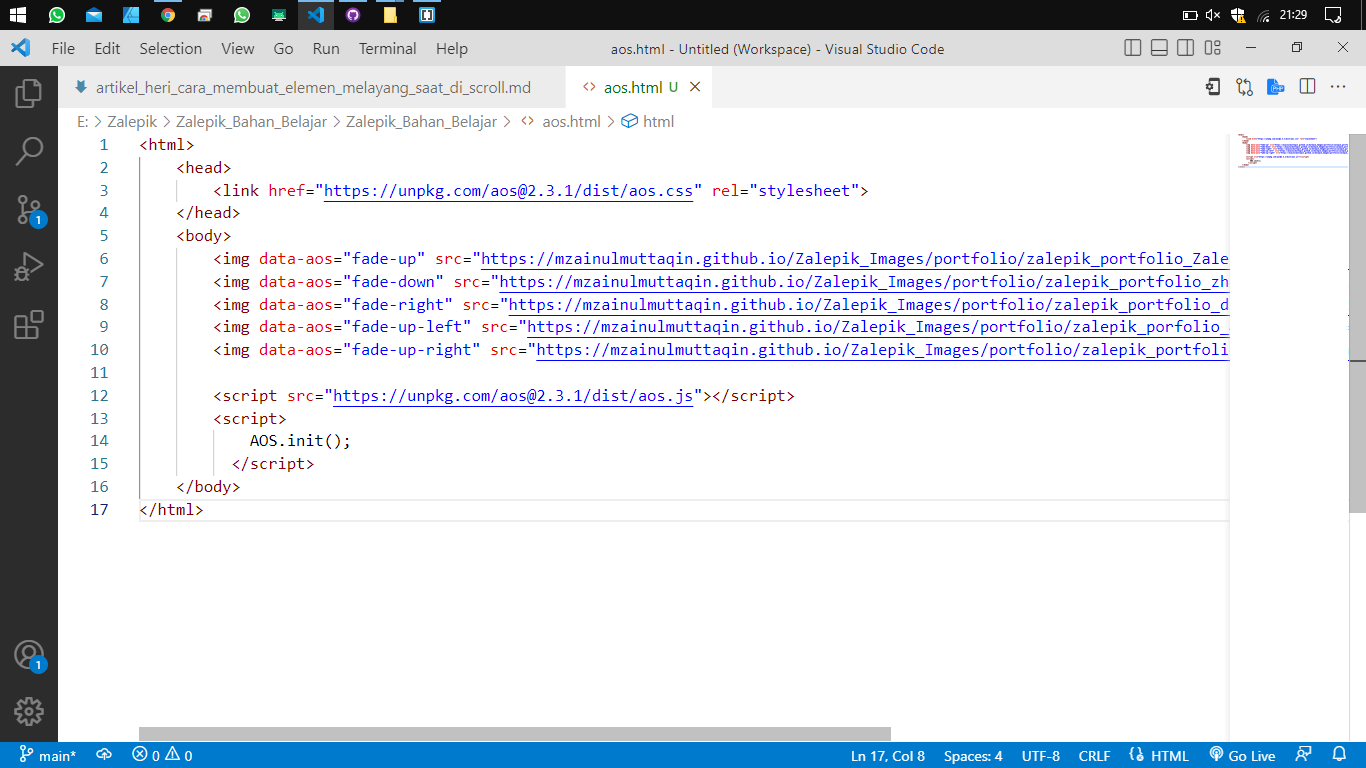 21:29
File Edit Selection View Go Run Terminal Help aos.html - Untitled (Workspace) - Visual Studio Code
artikel_heri_cara_membuat_elemen_melayang_saat_di_scroll.md aos.html U
E: > Zalepik > Zalepik_Bahan_Belajar > Zalepik_Bahan_Belajar > aos.html > html
1 <html>
2 <head>
3 <link href="https://unpkg.com/aos@2.3.1/dist/aos.css" rel="stylesheet">
4 </head>
5 <body>
6 <img data-aos="fade-up" src="https://mzainulmuttaqin.github.io/Zalepik_Images/portfolio/zalepik_portfolio_Zale
7 <img data-aos="fade-down" src="https://mzainulmuttaqin.github.io/Zalepik_Images/portfolio/zalepik_portfolio_zh
8 <img data-aos="fade-right" src="https://mzainulmuttaqin.github.io/Zalepik_Images/portfolio/zalepik_portfolio_d
9 <img data-aos="fade-up-left" src="https://mzainulmuttaqin.github.io/Zalepik_Images/portfolio/zalepik_porfolio_
10 <img data-aos="fade-up-right" src="https://mzainulmuttaqin.github.io/Zalepik_Images/portfolio/zalepik_portfoli
11
12 <script src="https://unpkg.com/aos@2.3.1/dist/aos.js"></script>
13 <script>
14 AOS.init();
15 </script>
16 </body>
17 </html>
1
1
main* 0 0 Ln 17, Col 8 Spaces: 4 UTF-8 CRLF HTML Go Live